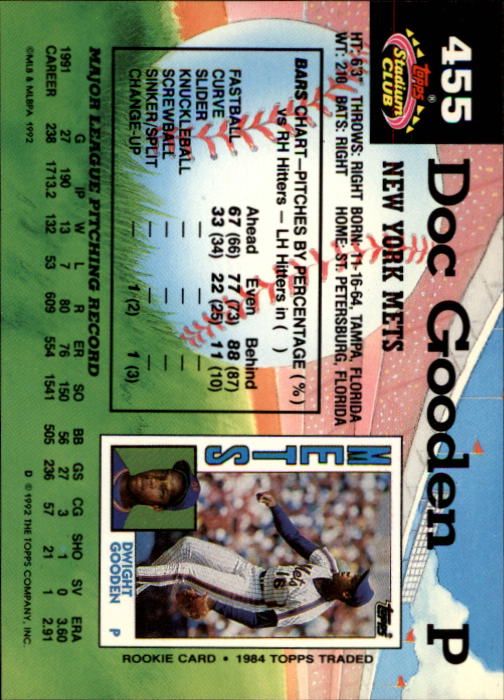 455
Topps®
Stadium
CLUB
Doc Gooden P
NEW YORK METS
HT: 6'3" THROWS: RIGHT BORN: 11-16-64, TAMPA, FLORIDA
WT: 210 BATS: RIGHT HOME: ST. PETERSBURG, FLORIDA
BARS CHART—PITCHES BY PERCENTAGE (%)
vs RH Hitters — LH Hitters in ( )
Ahead Even Behind
FASTBALL 67 (66) 77 (73) 88 (87)
CURVE 33 (34) 22 (25) 11 (10)
SLIDER — — —
KNUCKLEBALL — — —
SCREWBALL — — —
SINKER/SPLIT — — —
CHANGE-UP — 1 (2) 1 (3)
METS
Topps
16
Mets
DWIGHT
GOODEN P
ROOKIE CARD • 1984 TOPPS TRADED
MAJOR LEAGUE PITCHING RECORD
G IP W L R ER SO BB GS CG SHO SV ERA
1991 27 190 13 7 80 76 150 56 27 3 1 0 3.60
CAREER 238 1713.2 132 53 609 554 1541 505 236 57 21 1 2.91
©MLB & MLBPA 1992
D © 1992 THE TOPPS COMPANY, INC.